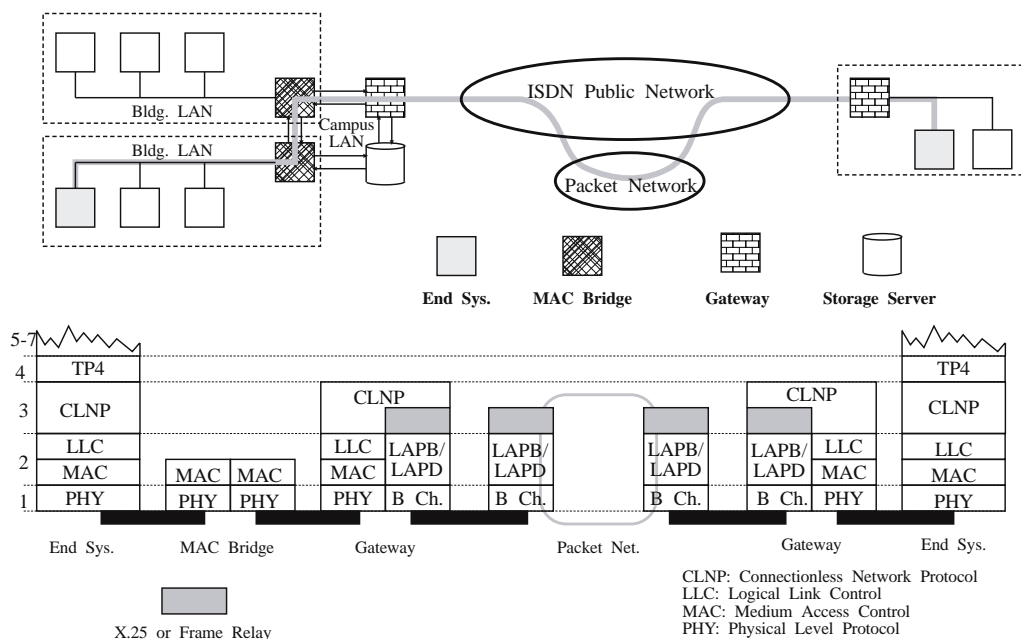 ISDN Public Network
Bldg. LAN
Campus
LAN
Bldg. LAN
Packet Network
End Sys.
MAC Bridge
Gateway
Storage Server
5-7
4
TP4
TP4
3
CLNP
CLNP
CLNP
CLNP
2
LLC
LLC
LAPB/
LAPD
LAPB/
LAPD
LAPB/
LAPD
LAPB/
LAPD
LLC
LLC
MAC
MAC
MAC
MAC
MAC
MAC
1
PHY
PHY
PHY
PHY
B Ch.
B Ch.
B Ch.
B Ch.
PHY
PHY
End Sys.
MAC Bridge
Gateway
Packet Net.
Gateway
End Sys.
X.25 or Frame Relay
CLNP: Connectionless Network Protocol
LLC: Logical Link Control
MAC: Medium Access Control
PHY: Physical Level Protocol